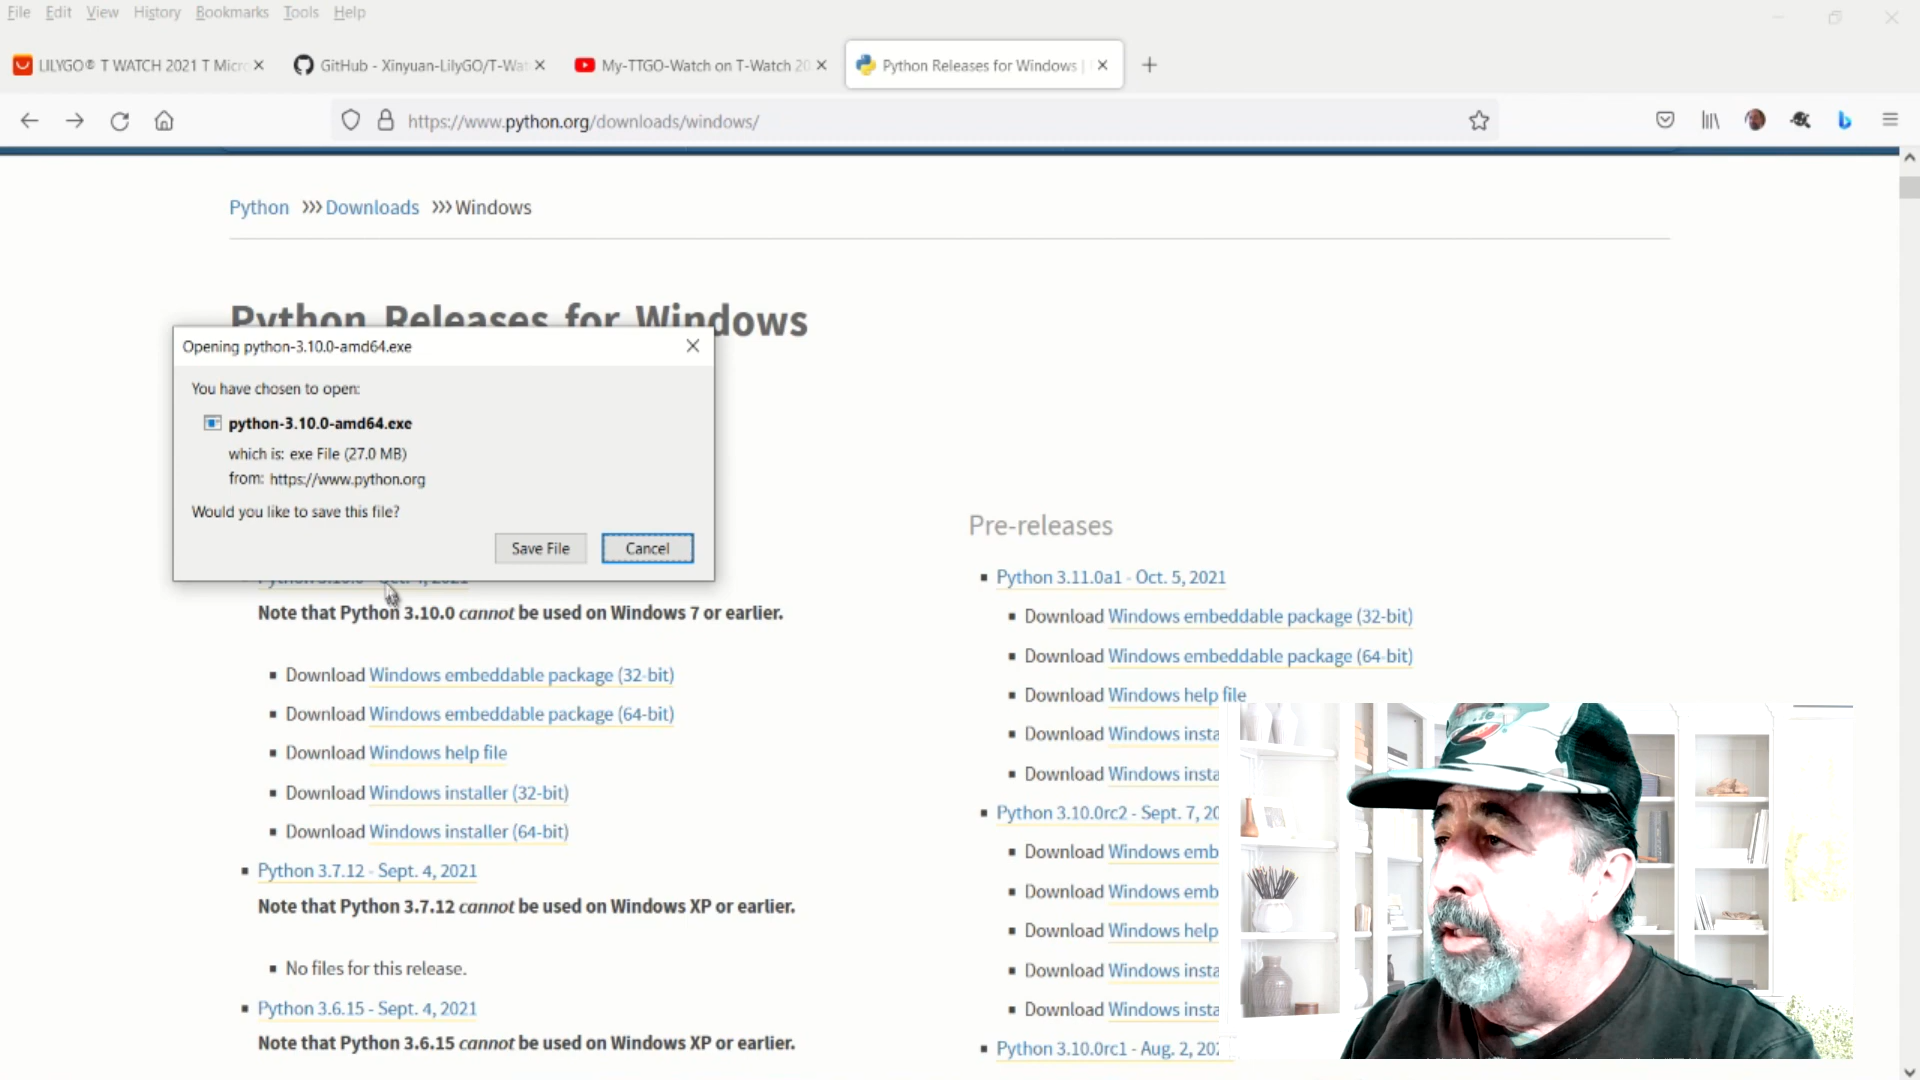 File Edit View History Bookmarks Tools Help
LILYGO® T WATCH 2021 T Micro
GitHub - Xinyuan-LilyGO/T-Wat
My-TTGO-Watch on T-Watch 20
Python Releases for Windows |
https://www.python.org/downloads/windows/
Python >>> Downloads >>> Windows
Python Releases for Windows
Opening python-3.10.0-amd64.exe
You have chosen to open:
python-3.10.0-amd64.exe
which is: exe File (27.0 MB)
from: https://www.python.org
Would you like to save this file?
Save File Cancel
Python 3.10.0 - Oct. 4, 2021
Note that Python 3.10.0 cannot be used on Windows 7 or earlier.
Download Windows embeddable package (32-bit)
Download Windows embeddable package (64-bit)
Download Windows help file
Download Windows installer (32-bit)
Download Windows installer (64-bit)
Python 3.7.12 - Sept. 4, 2021
Note that Python 3.7.12 cannot be used on Windows XP or earlier.
No files for this release.
Python 3.6.15 - Sept. 4, 2021
Note that Python 3.6.15 cannot be used on Windows XP or earlier.
Pre-releases
Python 3.11.0a1 - Oct. 5, 2021
Download Windows embeddable package (32-bit)
Download Windows embeddable package (64-bit)
Download Windows help file
Download Windows insta
Download Windows insta
Python 3.10.0rc2 - Sept. 7, 20
Download Windows emb
Download Windows emb
Download Windows help
Download Windows insta
Download Windows insta
Python 3.10.0rc1 - Aug. 2, 202